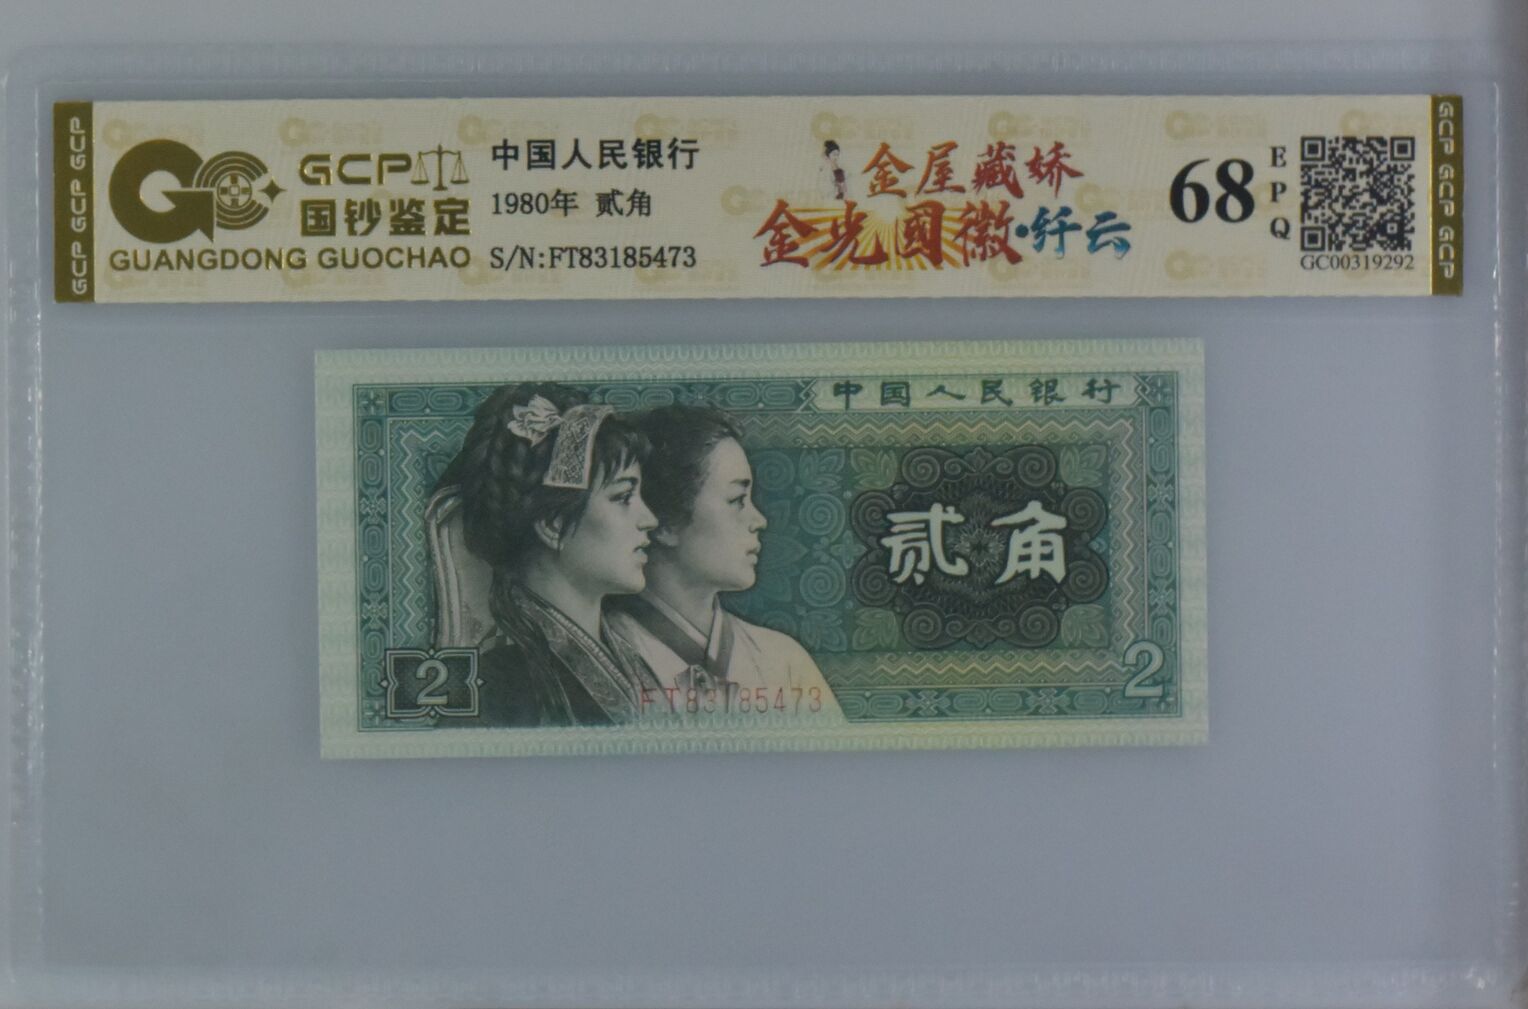 GCP GCP GCP
GCP
国钞鉴定
GUANGDONG GUOCHAO
中国人民银行
1980年 贰角
S/N:FT83185473
金屋藏娇
金光國徽·纤云
68
EPQ
GC00319292
GCP GCP GCP
中国人民银行
贰角
2
2
FT83185473